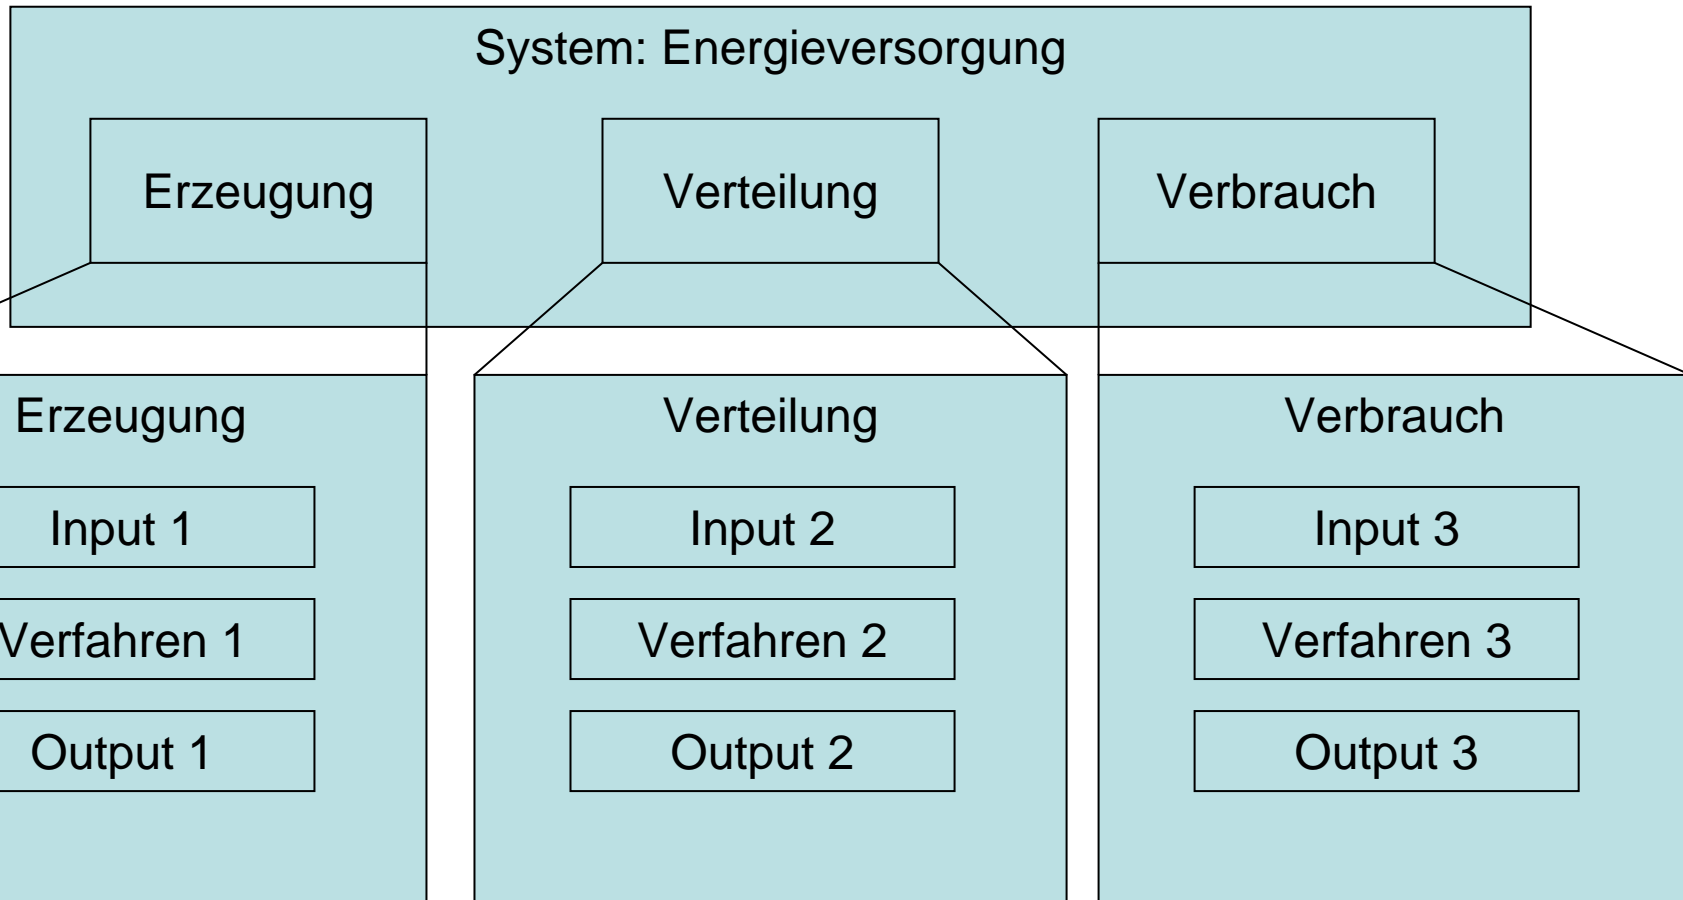 System: Energieversorgung
Erzeugung
Verteilung
Verbrauch
Erzeugung
Input 1
Verfahren 1
Output 1
Verteilung
Input 2
Verfahren 2
Output 2
Verbrauch
Input 3
Verfahren 3
Output 3